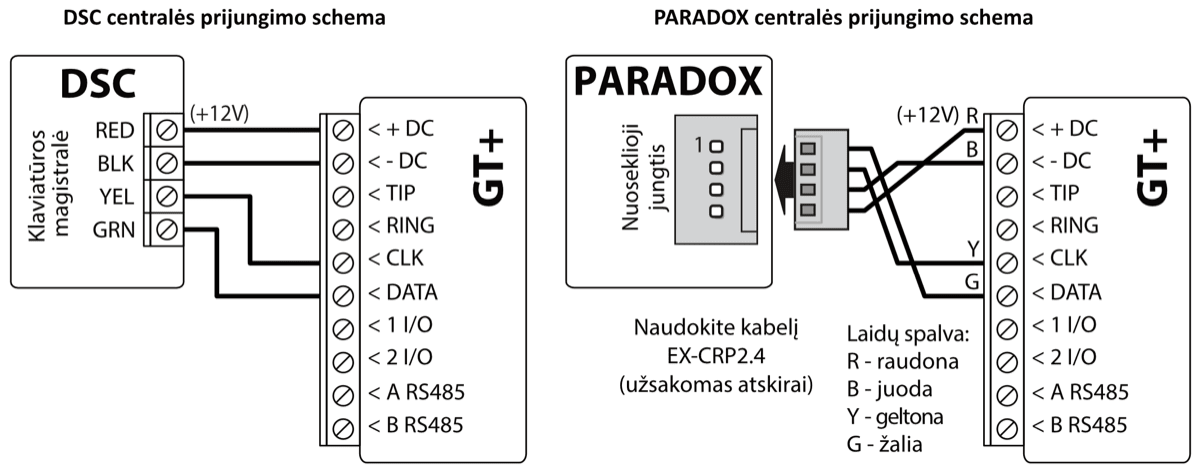 DSC centralės prijungimo schema
DSC
Klaviatūros
magistralė
RED
BLK
YEL
GRN
(+12V)
< + DC
< - DC
< TIP
< RING
< CLK
< DATA
< 1 I/O
< 2 I/O
< A RS485
< B RS485
GT+
PARADOX centralės prijungimo schema
PARADOX
Nuoseklioji
jungtis
1
(+12V) R
B
Y
G
< + DC
< - DC
< TIP
< RING
< CLK
< DATA
< 1 I/O
< 2 I/O
< A RS485
< B RS485
GT+
Naudokite kabelį
EX-CRP2.4
(užsakomas atskirai)
Laidų spalva:
R - raudona
B - juoda
Y - geltona
G - žalia